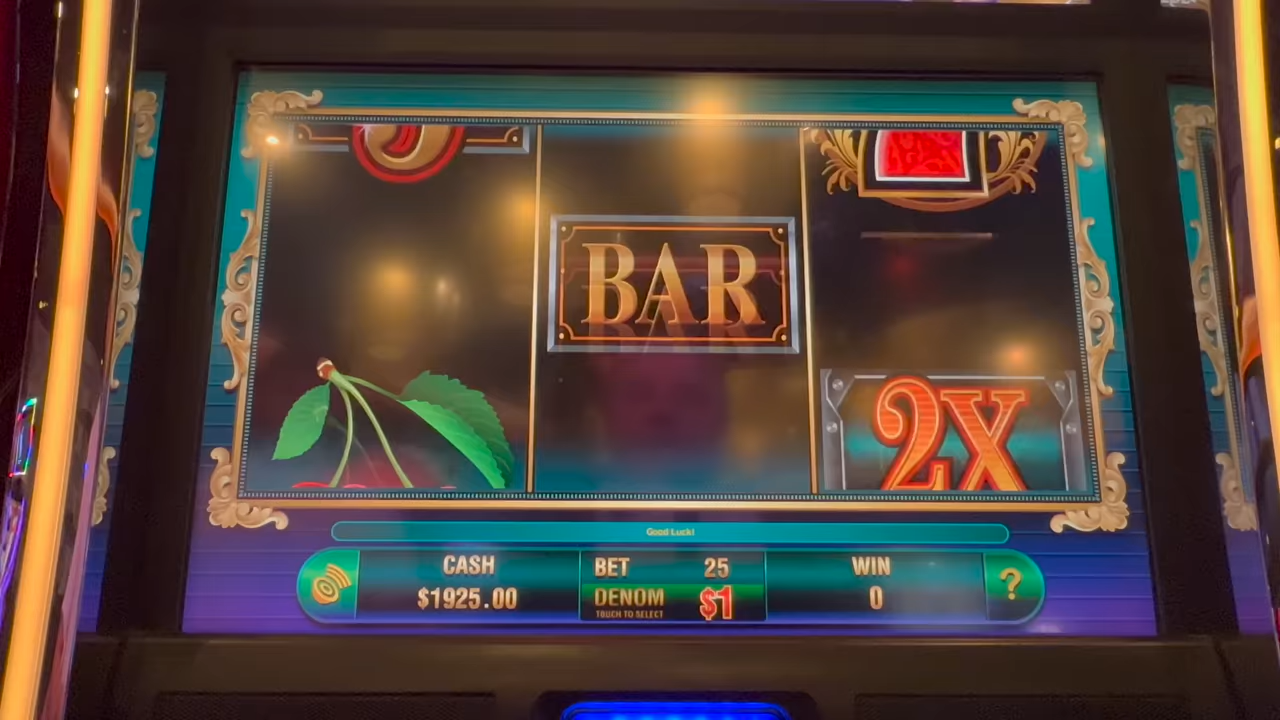 BAR
2X
Good Luck!
CASH
$1925.00
BET 25
DENOM $1
TOUCH TO SELECT
WIN
0
?